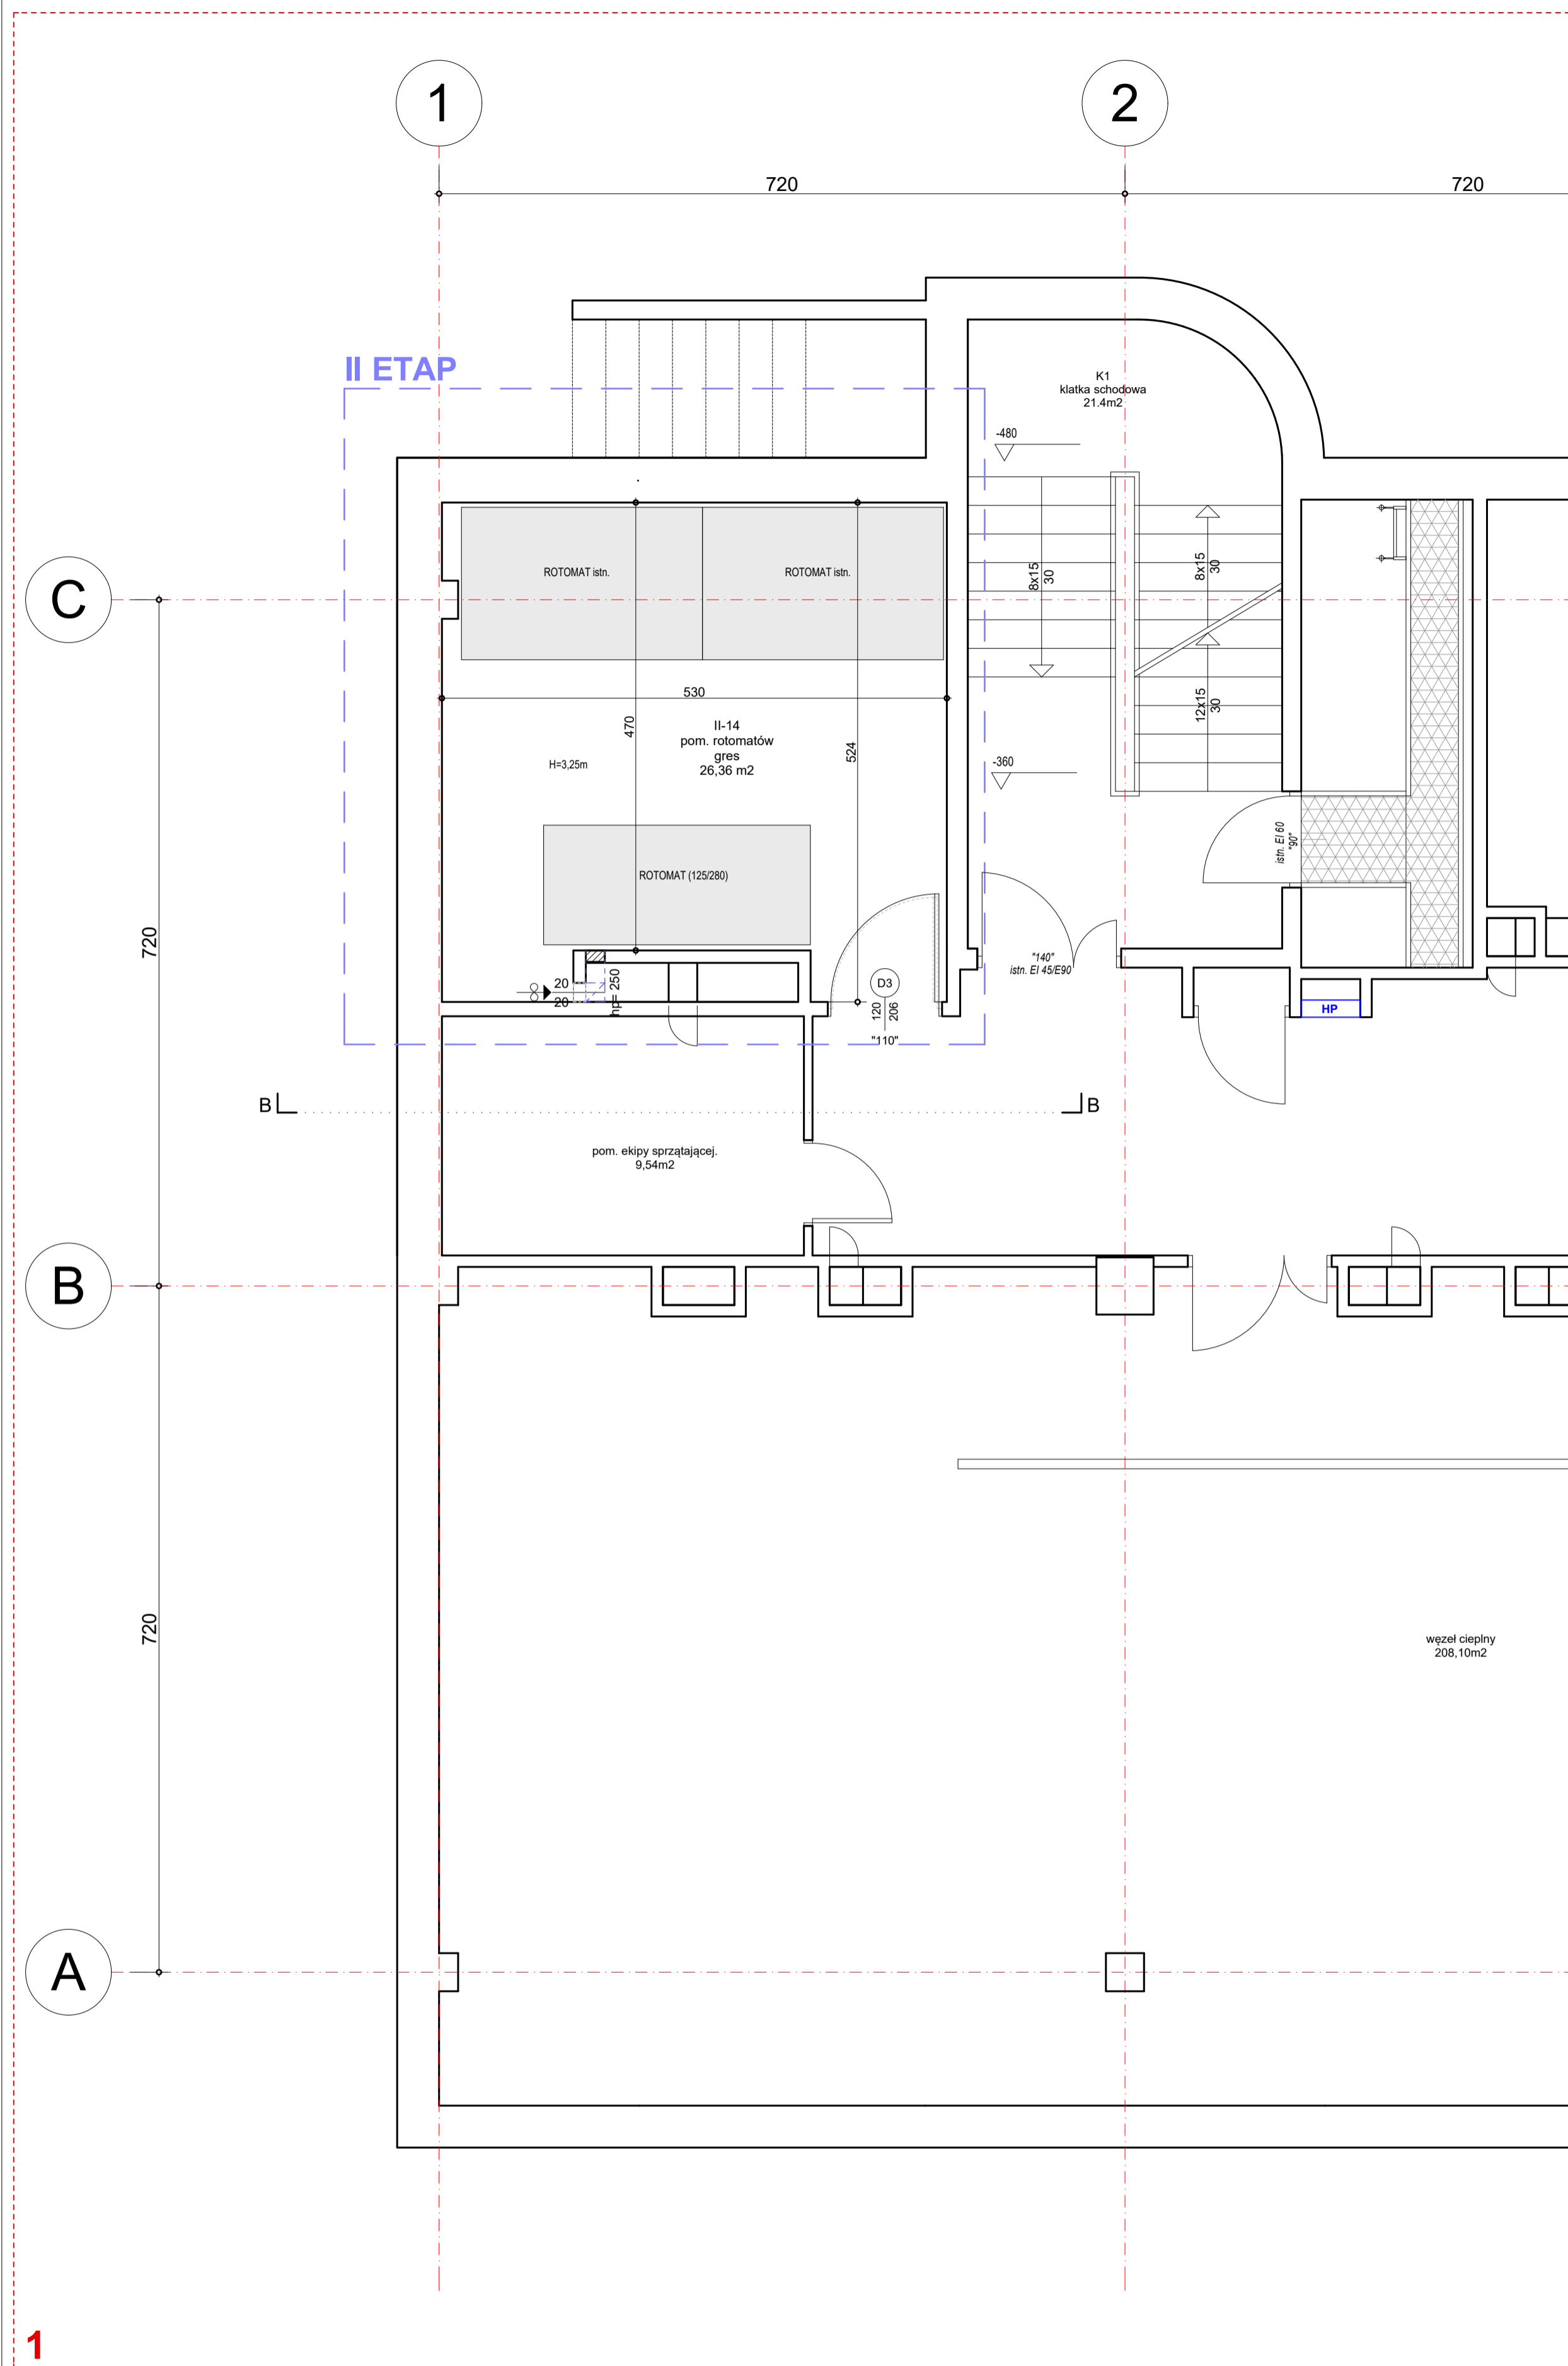 1
2
720
720
II ETAP
K1
klatka schodowa
21.4m2
-480
C
ROTOMAT istn.
ROTOMAT istn.
8x15
30
8x15
30
530
12x15
30
470
II-14
pom. rotomatów
gres
26,36 m2
524
H=3,25m
-360
istn. EI 60
"90"
ROTOMAT (125/280)
720
"140"
istn. EI 45/E90
20
20
hp= 250
D3
120
206
"110"
HP
B
B
pom. ekipy sprzątającej.
9,54m2
B
720
węzeł cieplny
208,10m2
A
1